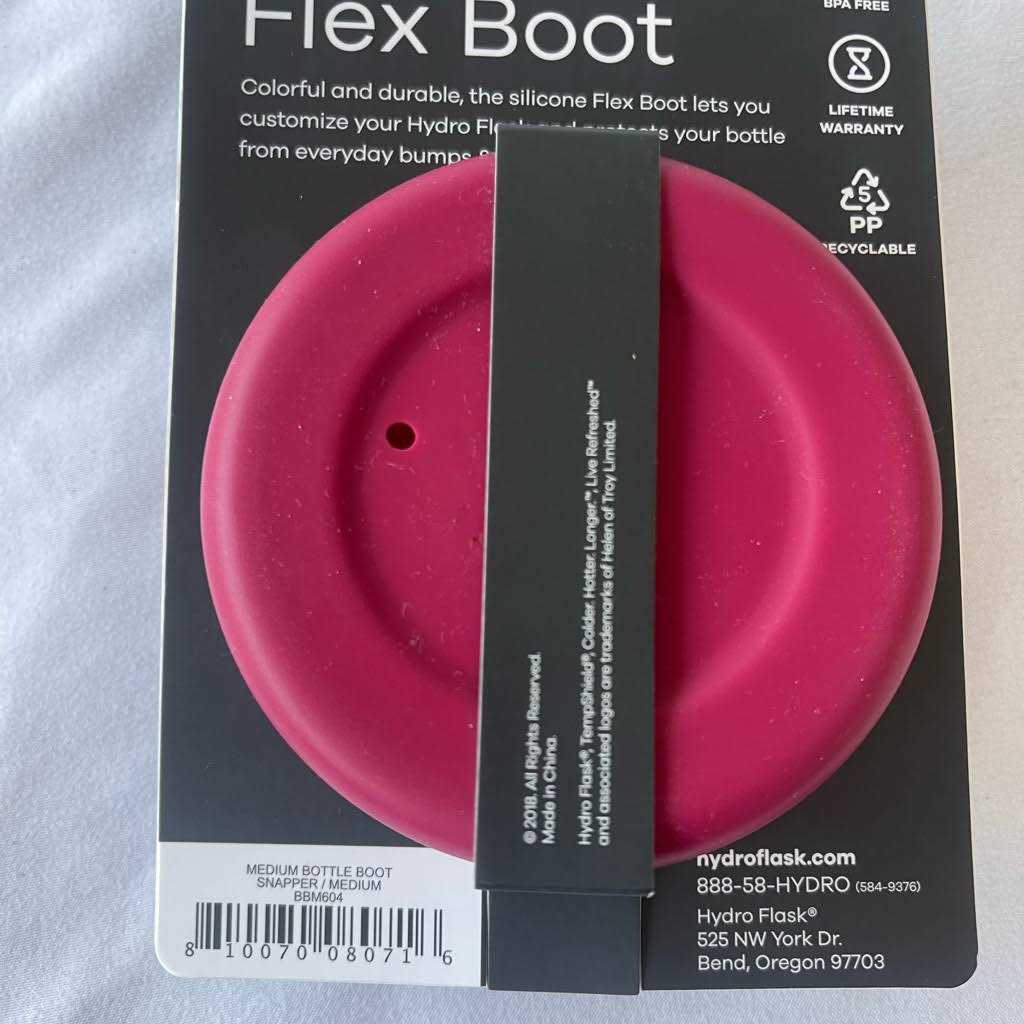 BPA FREE
Flex Boot
LIFETIME
WARRANTY
Colorful and durable, the silicone Flex Boot lets you
customize your Hydro protects your bottle
from everyday bumps
5
PP
RECYCLABLE
© 2018. All Rights Reserved.
Made in China.
Hydro Flask®, TempShield®, Colder. Hotter. Longer.™, Live Refreshed™
and associated logos are trademarks of Helen of Troy Limited.
MEDIUM BOTTLE BOOT
SNAPPER / MEDIUM
BBM604
8 10070 08071 6
hydroflask.com
888-58-HYDRO (584-9376)
Hydro Flask®
525 NW York Dr.
Bend, Oregon 97703